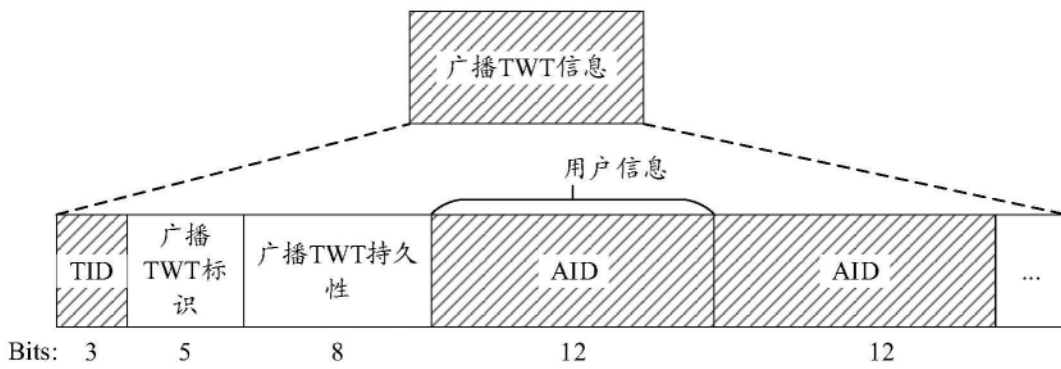 广播TWT信息
用户信息
TID
广播
TWT标
识
广播TWT持久
性
AID
AID
...
Bits: 3 5 8 12 12